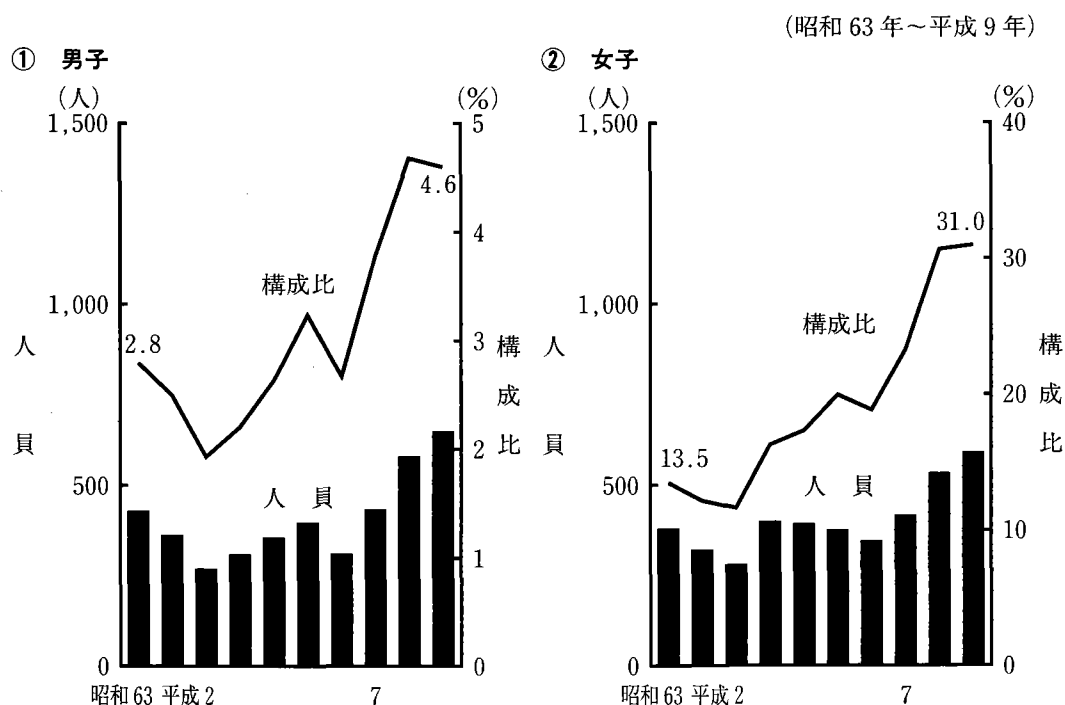 (昭和 63 年～平成 9 年)
① 男子
(人)
(%)
1,500
1,000
500
0
人員
5
4
3
2
1
0
構成比
2.8
4.6
構成比
人 員
昭和 63 平成 2
7
② 女子
(人)
(%)
1,500
1,000
500
0
人員
40
30
20
10
0
構成比
13.5
31.0
構成比
人 員
昭和 63 平成 2
7